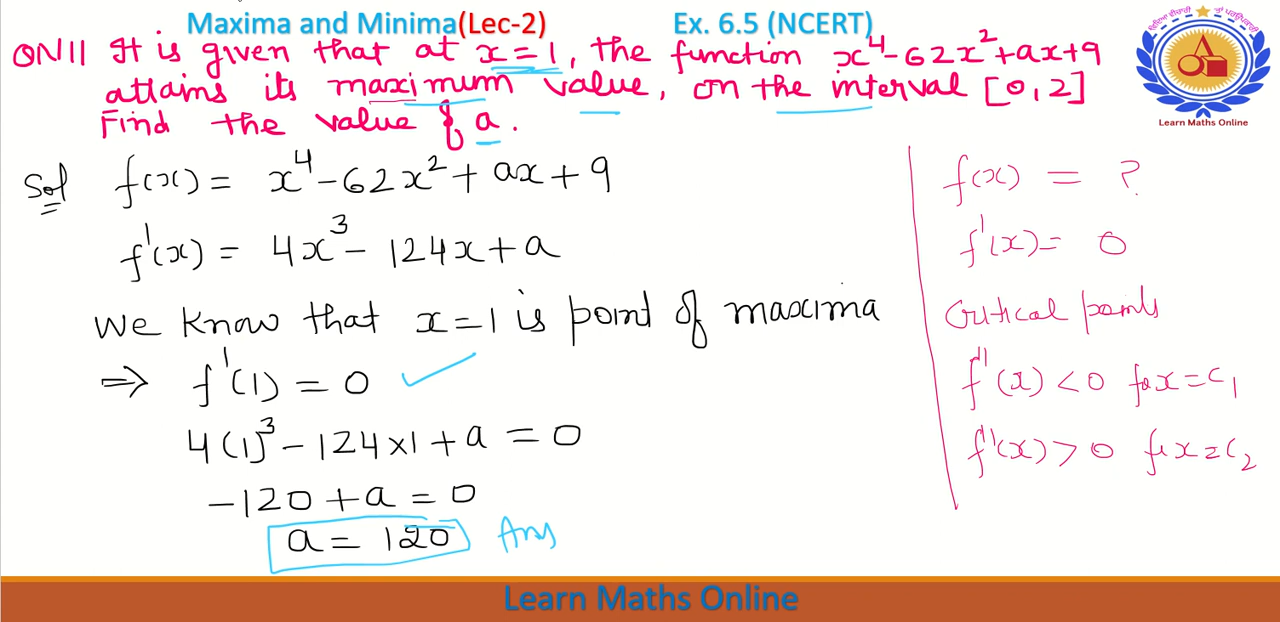 Maxima and Minima(Lec-2) Ex. 6.5 (NCERT)
QN11 It is given that at x=1, the function x⁴-62x²+ax+9
attains its maximum value, on the interval [0,2]
Find the value of a.
Learn Maths Online
Sol f(x) = x⁴-62x²+ax+9
f'(x) = 4x³- 124x+a
We know that x=1 is point of maxima
⇒ f'(1) = 0
4(1)³-124×1+a = 0
-120+a = 0
a = 120 Ans
f(x) = ?
f'(x)= 0
Critical points
f''(x) <0 for x=c₁
f''(x) > 0 for x=c₂
Learn Maths Online